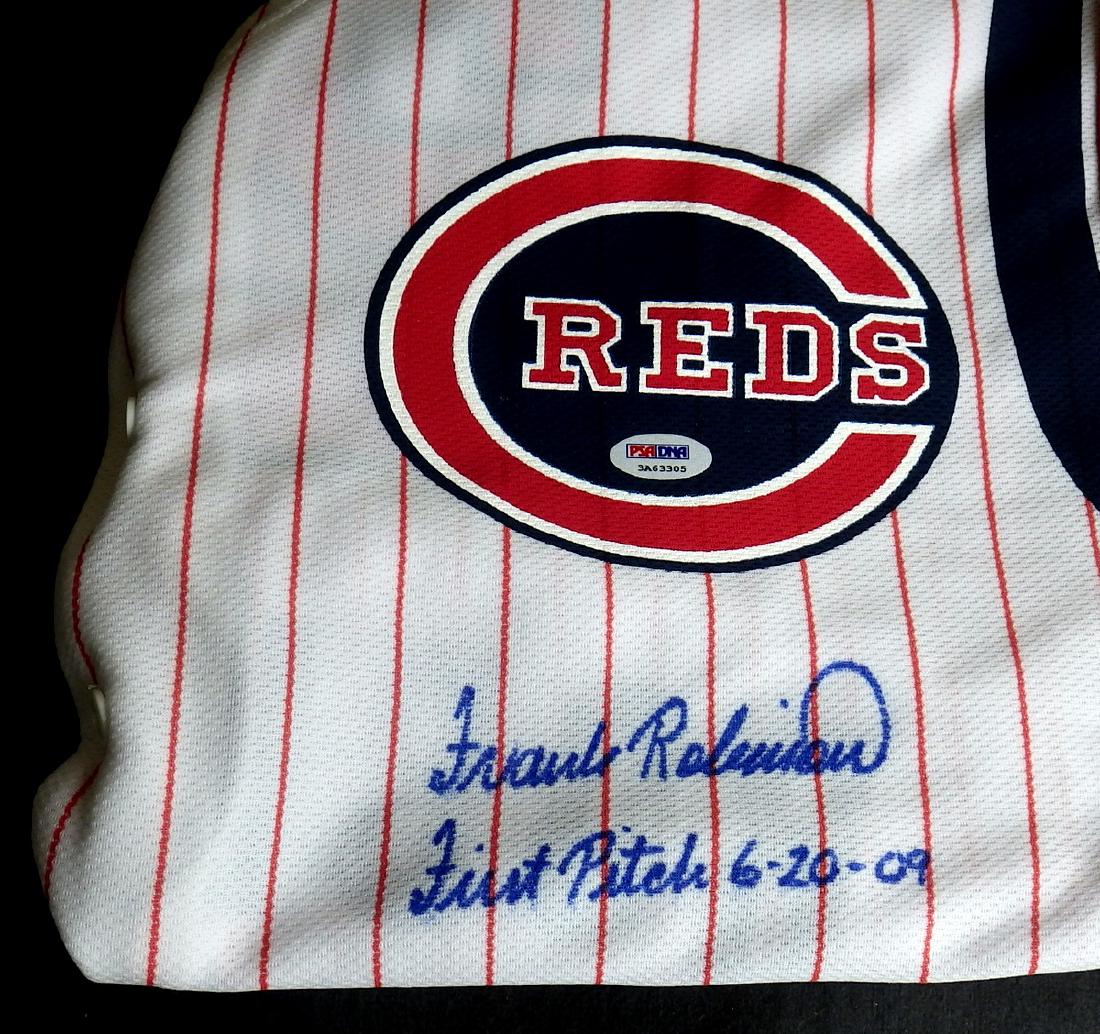 REDS
PSA DNA
3A63305
Frank Robinson
First Pitch 6-20-09